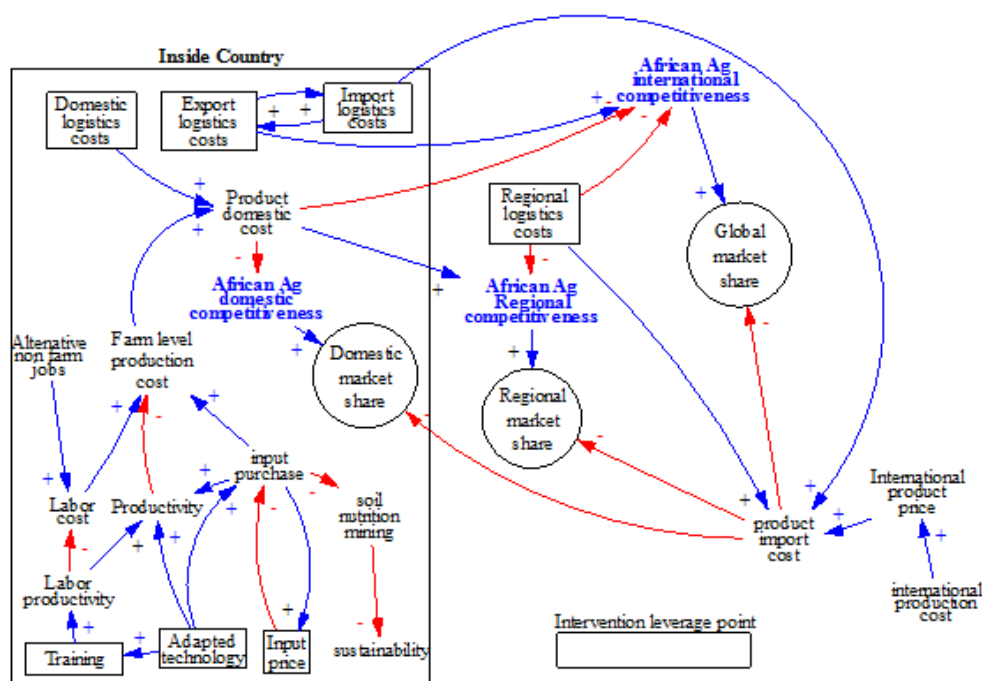 Inside Country
Domestic
logistics
costs
Export
logistics
costs
Import
logistics
costs
African Ag
international
competitiveness
+
+
+
-
-
+
+
+
Product
domestic
cost
Regional
logistics
costs
Global
market
share
-
-
+
African Ag
domestic
competitiveness
African Ag
Regional
competitiveness
-
Altenative
non farm
jobs
Farm level
production
cost
+
+
Domestic
market
share
Regional
market
share
+
-
+
-
-
+
Labor
cost
Productivity
+
+
input
purchase
-
+
-
soil
nutrition
mining
+
+
product
import
cost
+
International
product
price
+
-
+
+
Labor
productivity
+
+
-
international
production cost
Training
+
Adapted
technology
Input
price
sustainability
Intervention leverage point